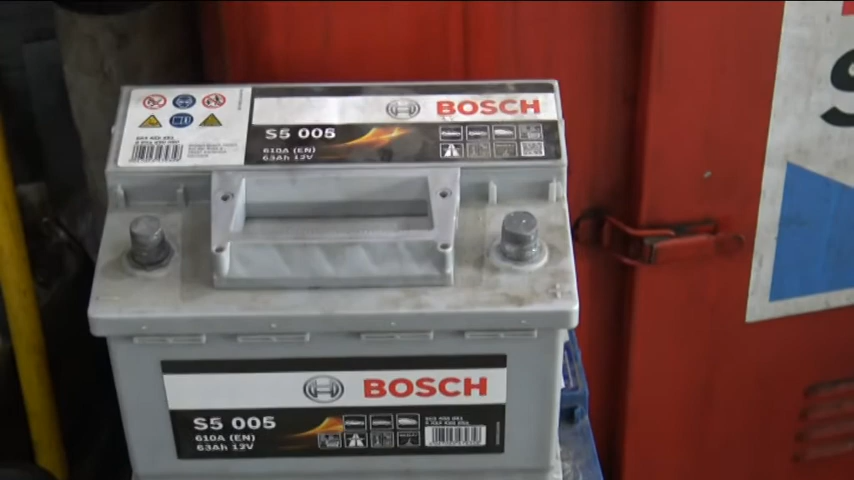 BOSCH
S5 005
610A (EN)
63Ah 12V
BOSCH
S5 005
610A (EN)
63Ah 12V
S